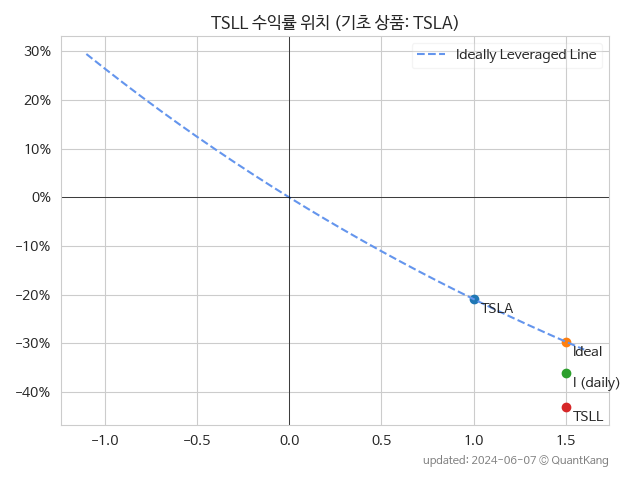 TSLL 수익률 위치 (기초 상품: TSLA)
Ideally Leveraged Line
30%
20%
10%
0%
−10%
−20%
−30%
−40%
TSLA
Ideal
I (daily)
TSLL
−1.0
−0.5
0.0
0.5
1.0
1.5
updated: 2024-06-07 © QuantKang